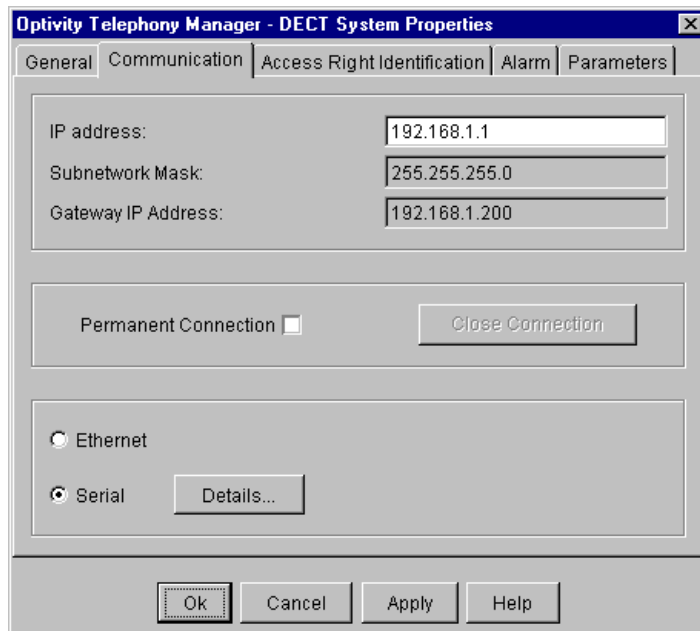 Optivity Telephony Manager - DECT System Properties
General Communication Access Right Identification Alarm Parameters
IP address: 192.168.1.1
Subnetwork Mask: 255.255.255.0
Gateway IP Address: 192.168.1.200
Permanent Connection Close Connection
Ethernet
Serial Details...
Ok Cancel Apply Help